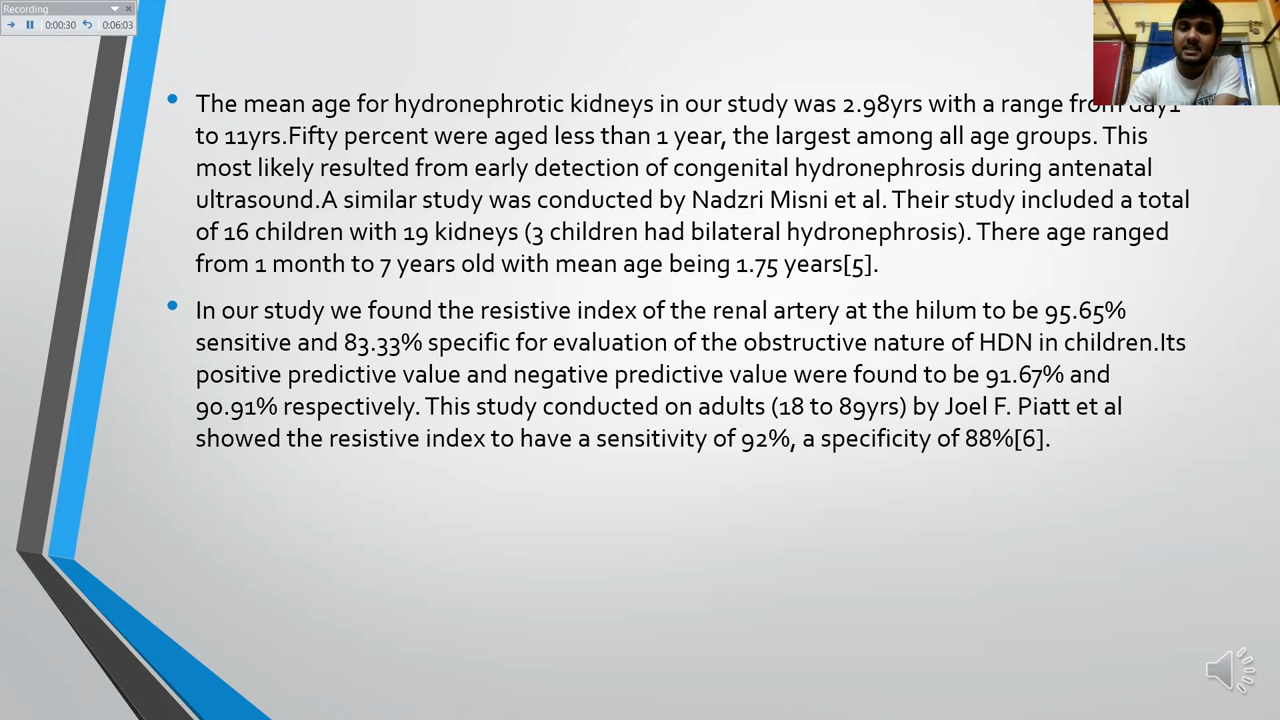 Recording
0:00:30 0:06:03
The mean age for hydronephrotic kidneys in our study was 2.98yrs with a range from day1
to 11yrs.Fifty percent were aged less than 1 year, the largest among all age groups. This
most likely resulted from early detection of congenital hydronephrosis during antenatal
ultrasound.A similar study was conducted by Nadzri Misni et al. Their study included a total
of 16 children with 19 kidneys (3 children had bilateral hydronephrosis). There age ranged
from 1 month to 7 years old with mean age being 1.75 years[5].
In our study we found the resistive index of the renal artery at the hilum to be 95.65%
sensitive and 83.33% specific for evaluation of the obstructive nature of HDN in children.Its
positive predictive value and negative predictive value were found to be 91.67% and
90.91% respectively. This study conducted on adults (18 to 89yrs) by Joel F. Piatt et al
showed the resistive index to have a sensitivity of 92%, a specificity of 88%[6].